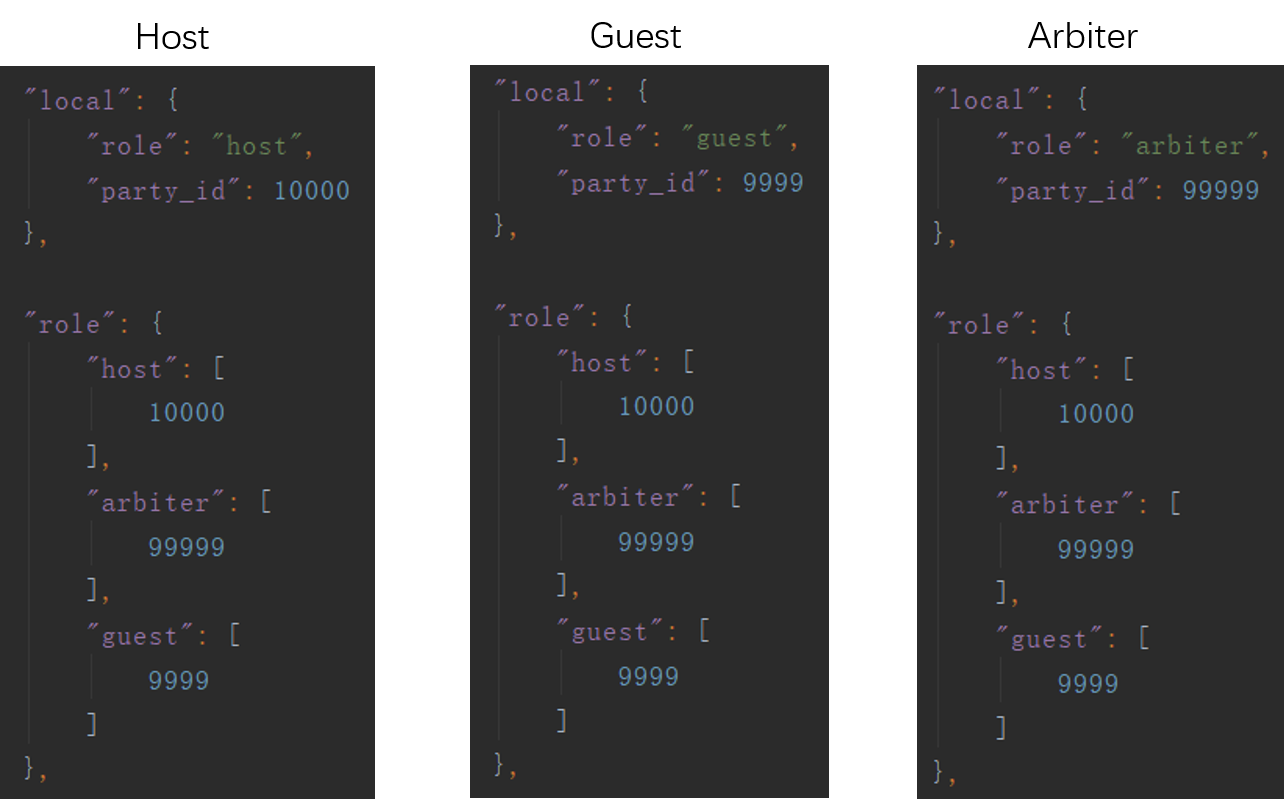 Host
"local": {
"role": "host",
"party_id": 10000
},
"role": {
"host": [
10000
],
"arbiter": [
99999
],
"guest": [
9999
]
},
Guest
"local": {
"role": "guest",
"party_id": 9999
},
"role": {
"host": [
10000
],
"arbiter": [
99999
],
"guest": [
9999
]
},
Arbiter
"local": {
"role": "arbiter",
"party_id": 99999
},
"role": {
"host": [
10000
],
"arbiter": [
99999
],
"guest": [
9999
]
},